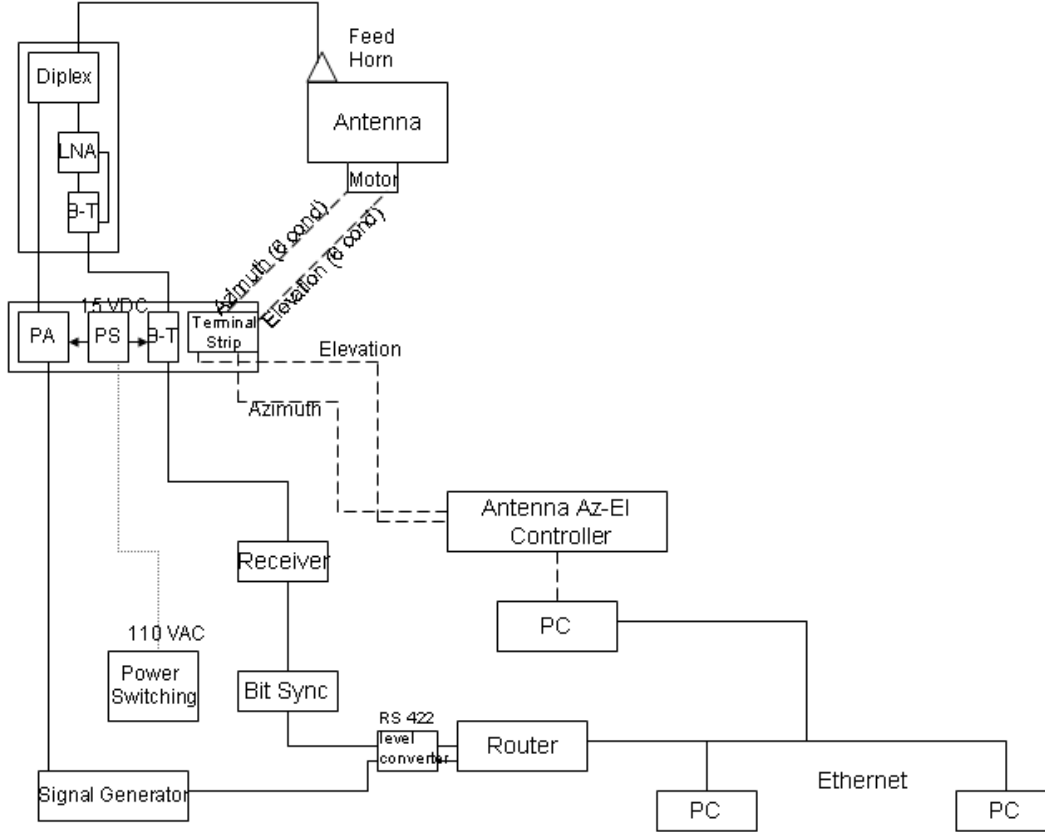 Feed
Horn
Diplex
Antenna
LNA
Motor
B-T
Azimuth (6 cond)
Elevation (6 cond)
15 VDC
PA
PS
B-T
Terminal
Strip
Elevation
Azimuth
Antenna Az-El
Controller
Receiver
PC
110 VAC
Power
Switching
Bit Sync
RS 422
level
converter
Router
Ethernet
Signal Generator
PC
PC